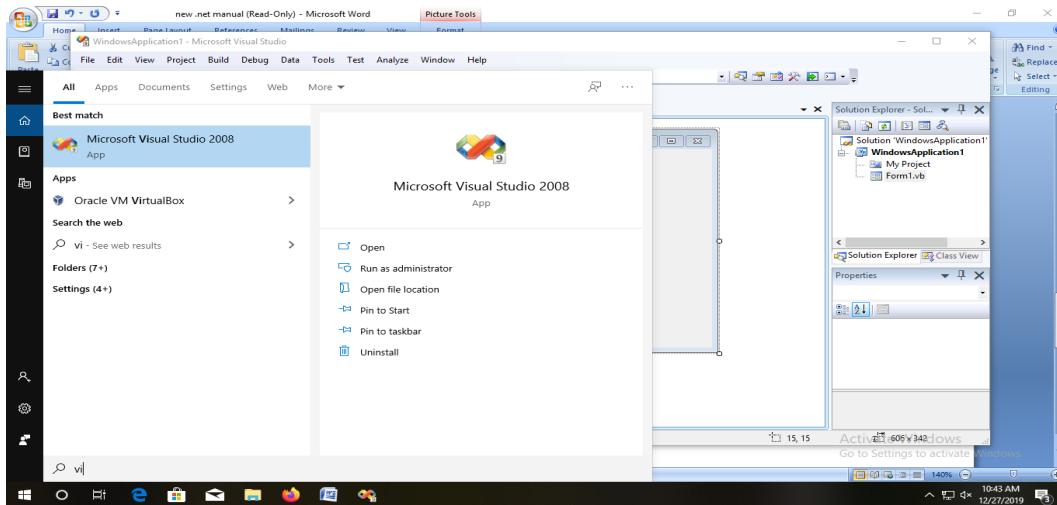 new .net manual (Read-Only) - Microsoft Word
Picture Tools
Home Insert Page Layout References Mailings Review View Format
WindowsApplication1 - Microsoft Visual Studio
File Edit View Project Build Debug Data Tools Test Analyze Window Help
Find
Replace
Select
Editing
All Apps Documents Settings Web More
Best match
Microsoft Visual Studio 2008
App
Apps
Oracle VM VirtualBox
Search the web
vi - See web results
Folders (7+)
Settings (4+)
Microsoft Visual Studio 2008
App
Open
Run as administrator
Open file location
Pin to Start
Pin to taskbar
Uninstall
vi
Solution Explorer - Sol...
Solution 'WindowsApplication1'
WindowsApplication1
My Project
Form1.vb
Solution Explorer Class View
Properties
15, 15
606 x 342
Activate Windows
Go to Settings to activate Windows.
140%
10:43 AM
12/27/2019